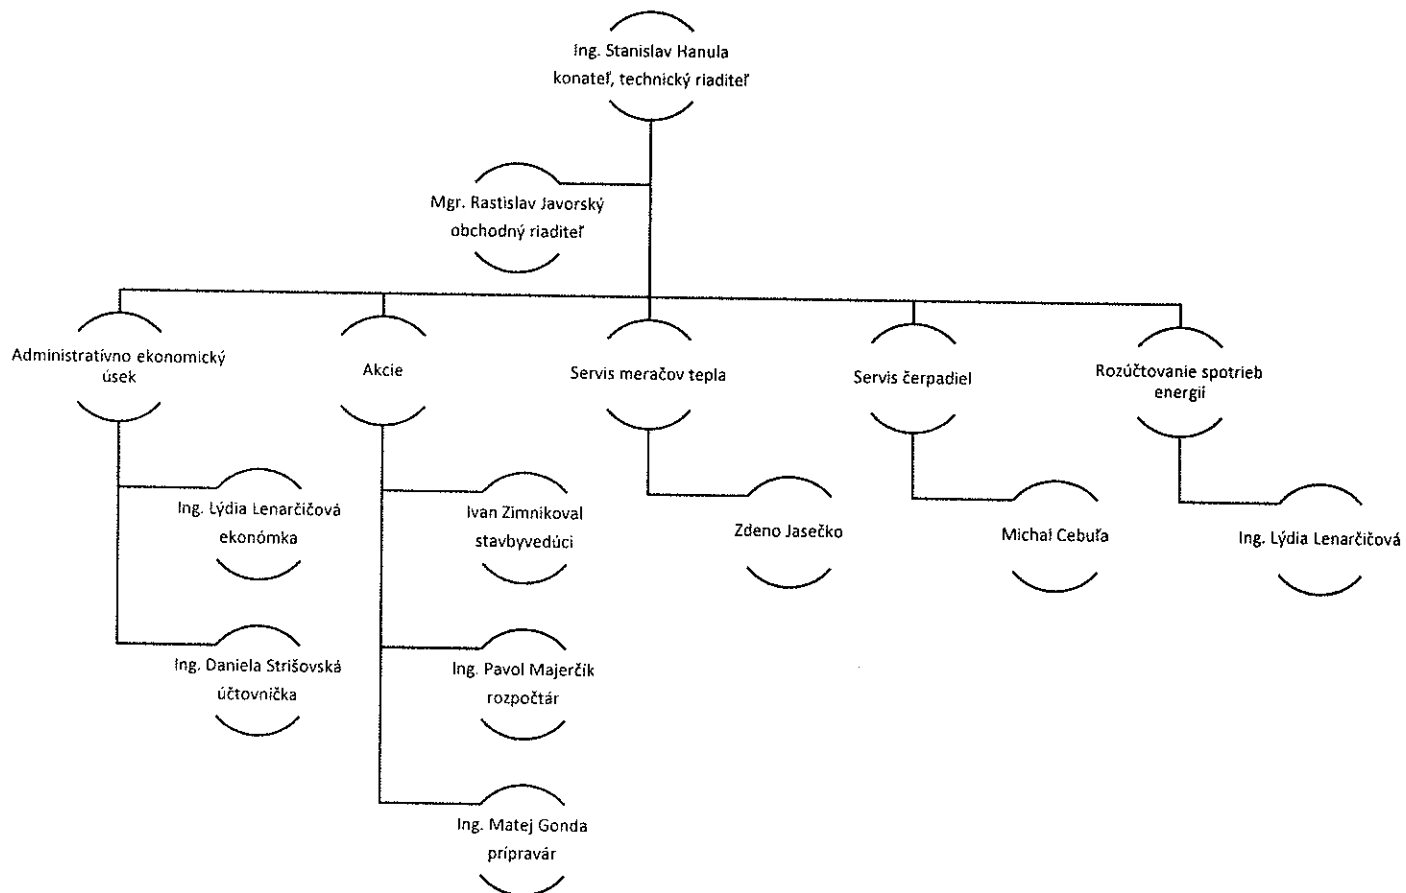 Ing. Stanislav Hanula
konateľ, technický riaditeľ
Mgr. Rastislav Javorský
obchodný riaditeľ
Administratívno ekonomický
úsek
Akcie
Servis meračov tepla
Servis čerpadiel
Rozúčtovanie spotrieb
energií
Ing. Lýdia Lenarčičová
ekonómka
Ivan Zimnikoval
stavbyvedúci
Zdeno Jasečko
Michal Cebuľa
Ing. Lýdia Lenarčičová
Ing. Daniela Strišovská
účtovníčka
Ing. Pavol Majerčík
rozpočtár
Ing. Matej Gonda
prípravár